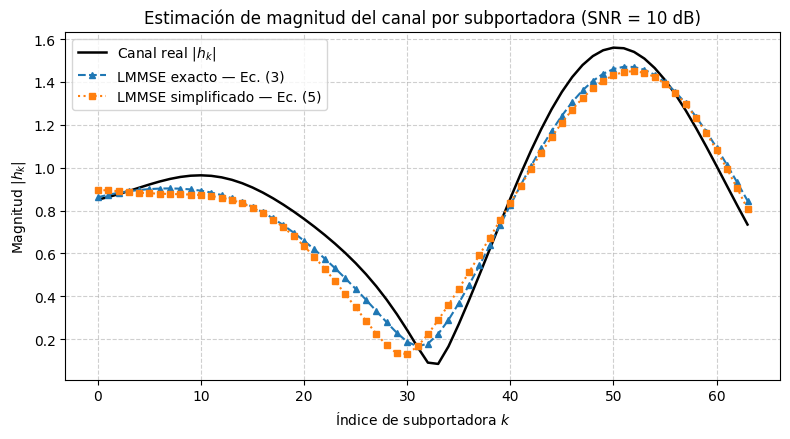 Estimación de magnitud del canal por subportadora (SNR = 10 dB)
Canal real |hₖ|
LMMSE exacto — Ec. (3)
LMMSE simplificado — Ec. (5)
Magnitud |hₖ|
1.6
1.4
1.2
1.0
0.8
0.6
0.4
0.2
0 10 20 30 40 50 60
Índice de subportadora k